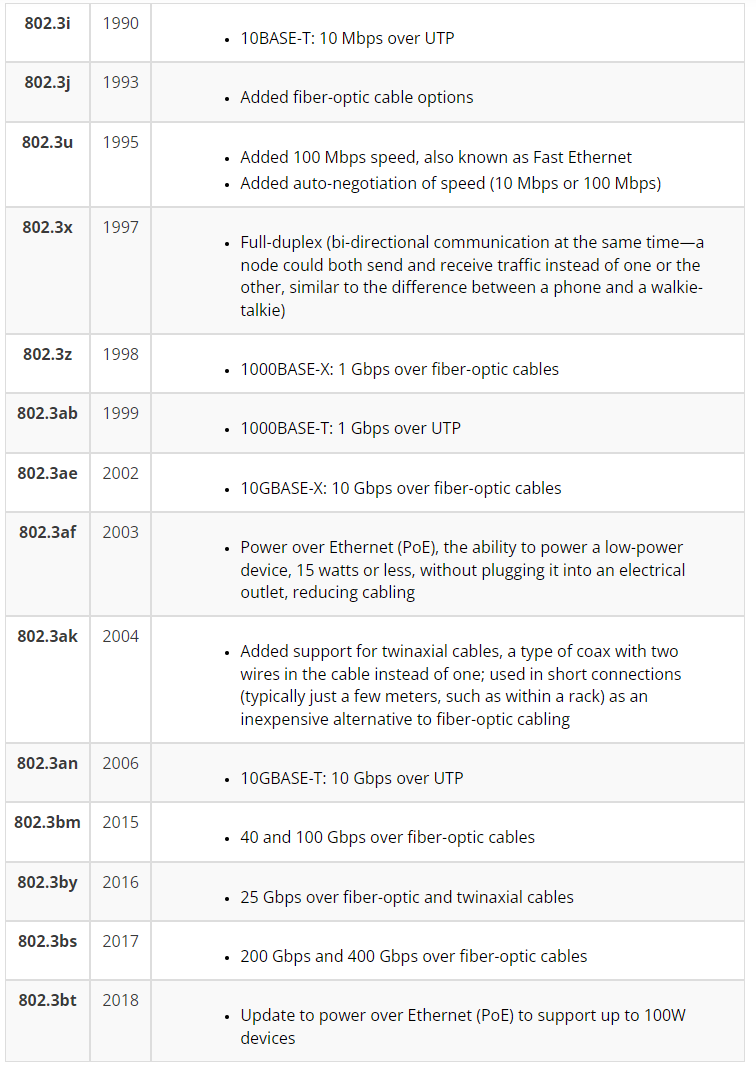 802.3i 1990
• 10BASE-T: 10 Mbps over UTP
802.3j 1993
• Added fiber-optic cable options
802.3u 1995
• Added 100 Mbps speed, also known as Fast Ethernet
• Added auto-negotiation of speed (10 Mbps or 100 Mbps)
802.3x 1997
• Full-duplex (bi-directional communication at the same time—a
node could both send and receive traffic instead of one or the
other, similar to the difference between a phone and a walkie-
talkie)
802.3z 1998
• 1000BASE-X: 1 Gbps over fiber-optic cables
802.3ab 1999
• 1000BASE-T: 1 Gbps over UTP
802.3ae 2002
• 10GBASE-X: 10 Gbps over fiber-optic cables
802.3af 2003
• Power over Ethernet (PoE), the ability to power a low-power
device, 15 watts or less, without plugging it into an electrical
outlet, reducing cabling
802.3ak 2004
• Added support for twinaxial cables, a type of coax with two
wires in the cable instead of one; used in short connections
(typically just a few meters, such as within a rack) as an
inexpensive alternative to fiber-optic cabling
802.3an 2006
• 10GBASE-T: 10 Gbps over UTP
802.3bm 2015
• 40 and 100 Gbps over fiber-optic cables
802.3by 2016
• 25 Gbps over fiber-optic and twinaxial cables
802.3bs 2017
• 200 Gbps and 400 Gbps over fiber-optic cables
802.3bt 2018
• Update to power over Ethernet (PoE) to support up to 100W
devices